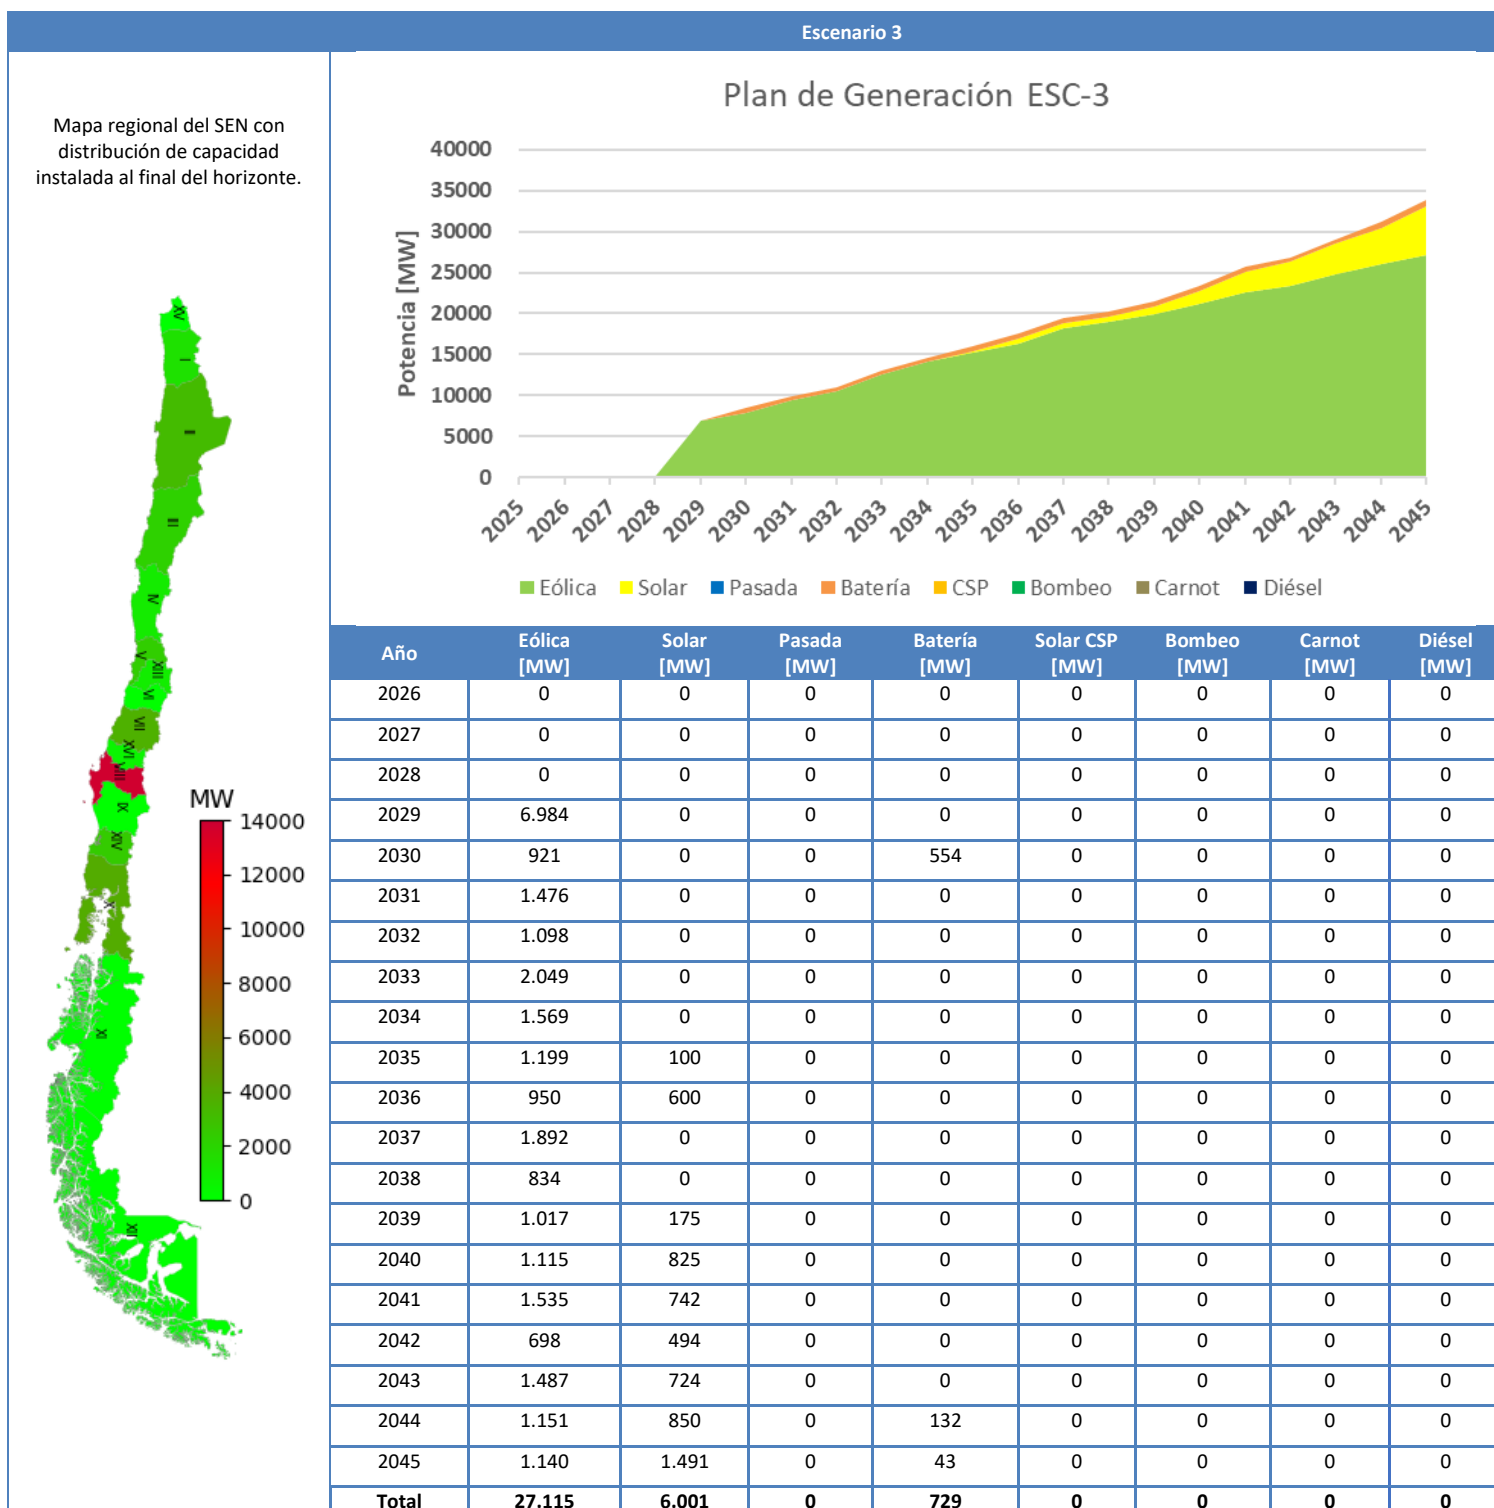 Escenario 3
Mapa regional del SEN con
distribución de capacidad
instalada al final del horizonte.
XV
I
II
III
IV
V
XIII
VI
VII
XVI
VIII
IX
XIV
X
XI
XII
MW
14000
12000
10000
8000
6000
4000
2000
0
Plan de Generación ESC-3
Potencia [MW]
40000
35000
30000
25000
20000
15000
10000
5000
0
2025 2026 2027 2028 2029 2030 2031 2032 2033 2034 2035 2036 2037 2038 2039 2040 2041 2042 2043 2044 2045
Eólica Solar Pasada Batería CSP Bombeo Carnot Diésel
Año Eólica [MW] Solar [MW] Pasada [MW] Batería [MW] Solar CSP [MW] Bombeo [MW] Carnot [MW] Diésel [MW]
2026 0 0 0 0 0 0 0 0
2027 0 0 0 0 0 0 0 0
2028 0 0 0 0 0 0 0 0
2029 6.984 0 0 0 0 0 0 0
2030 921 0 0 554 0 0 0 0
2031 1.476 0 0 0 0 0 0 0
2032 1.098 0 0 0 0 0 0 0
2033 2.049 0 0 0 0 0 0 0
2034 1.569 0 0 0 0 0 0 0
2035 1.199 100 0 0 0 0 0 0
2036 950 600 0 0 0 0 0 0
2037 1.892 0 0 0 0 0 0 0
2038 834 0 0 0 0 0 0 0
2039 1.017 175 0 0 0 0 0 0
2040 1.115 825 0 0 0 0 0 0
2041 1.535 742 0 0 0 0 0 0
2042 698 494 0 0 0 0 0 0
2043 1.487 724 0 0 0 0 0 0
2044 1.151 850 0 132 0 0 0 0
2045 1.140 1.491 0 43 0 0 0 0
Total 27.115 6.001 0 729 0 0 0 0